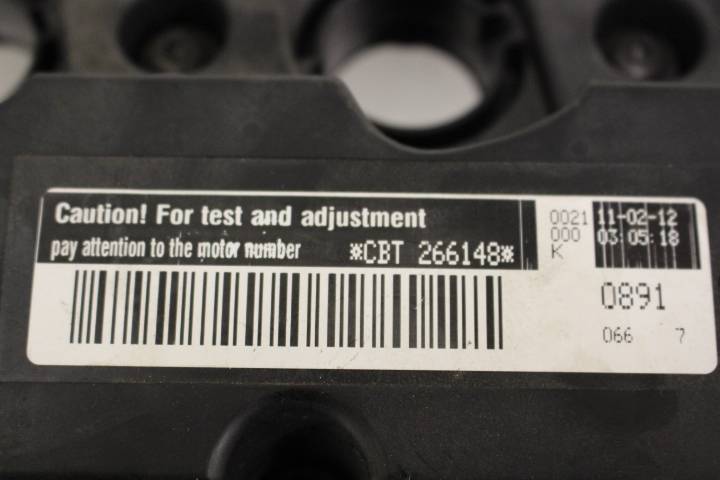 Caution! For test and adjustment
pay attention to the motor number *CBT 266148*
0021 11-02-12
000 03:05:18
K
0891
066 7